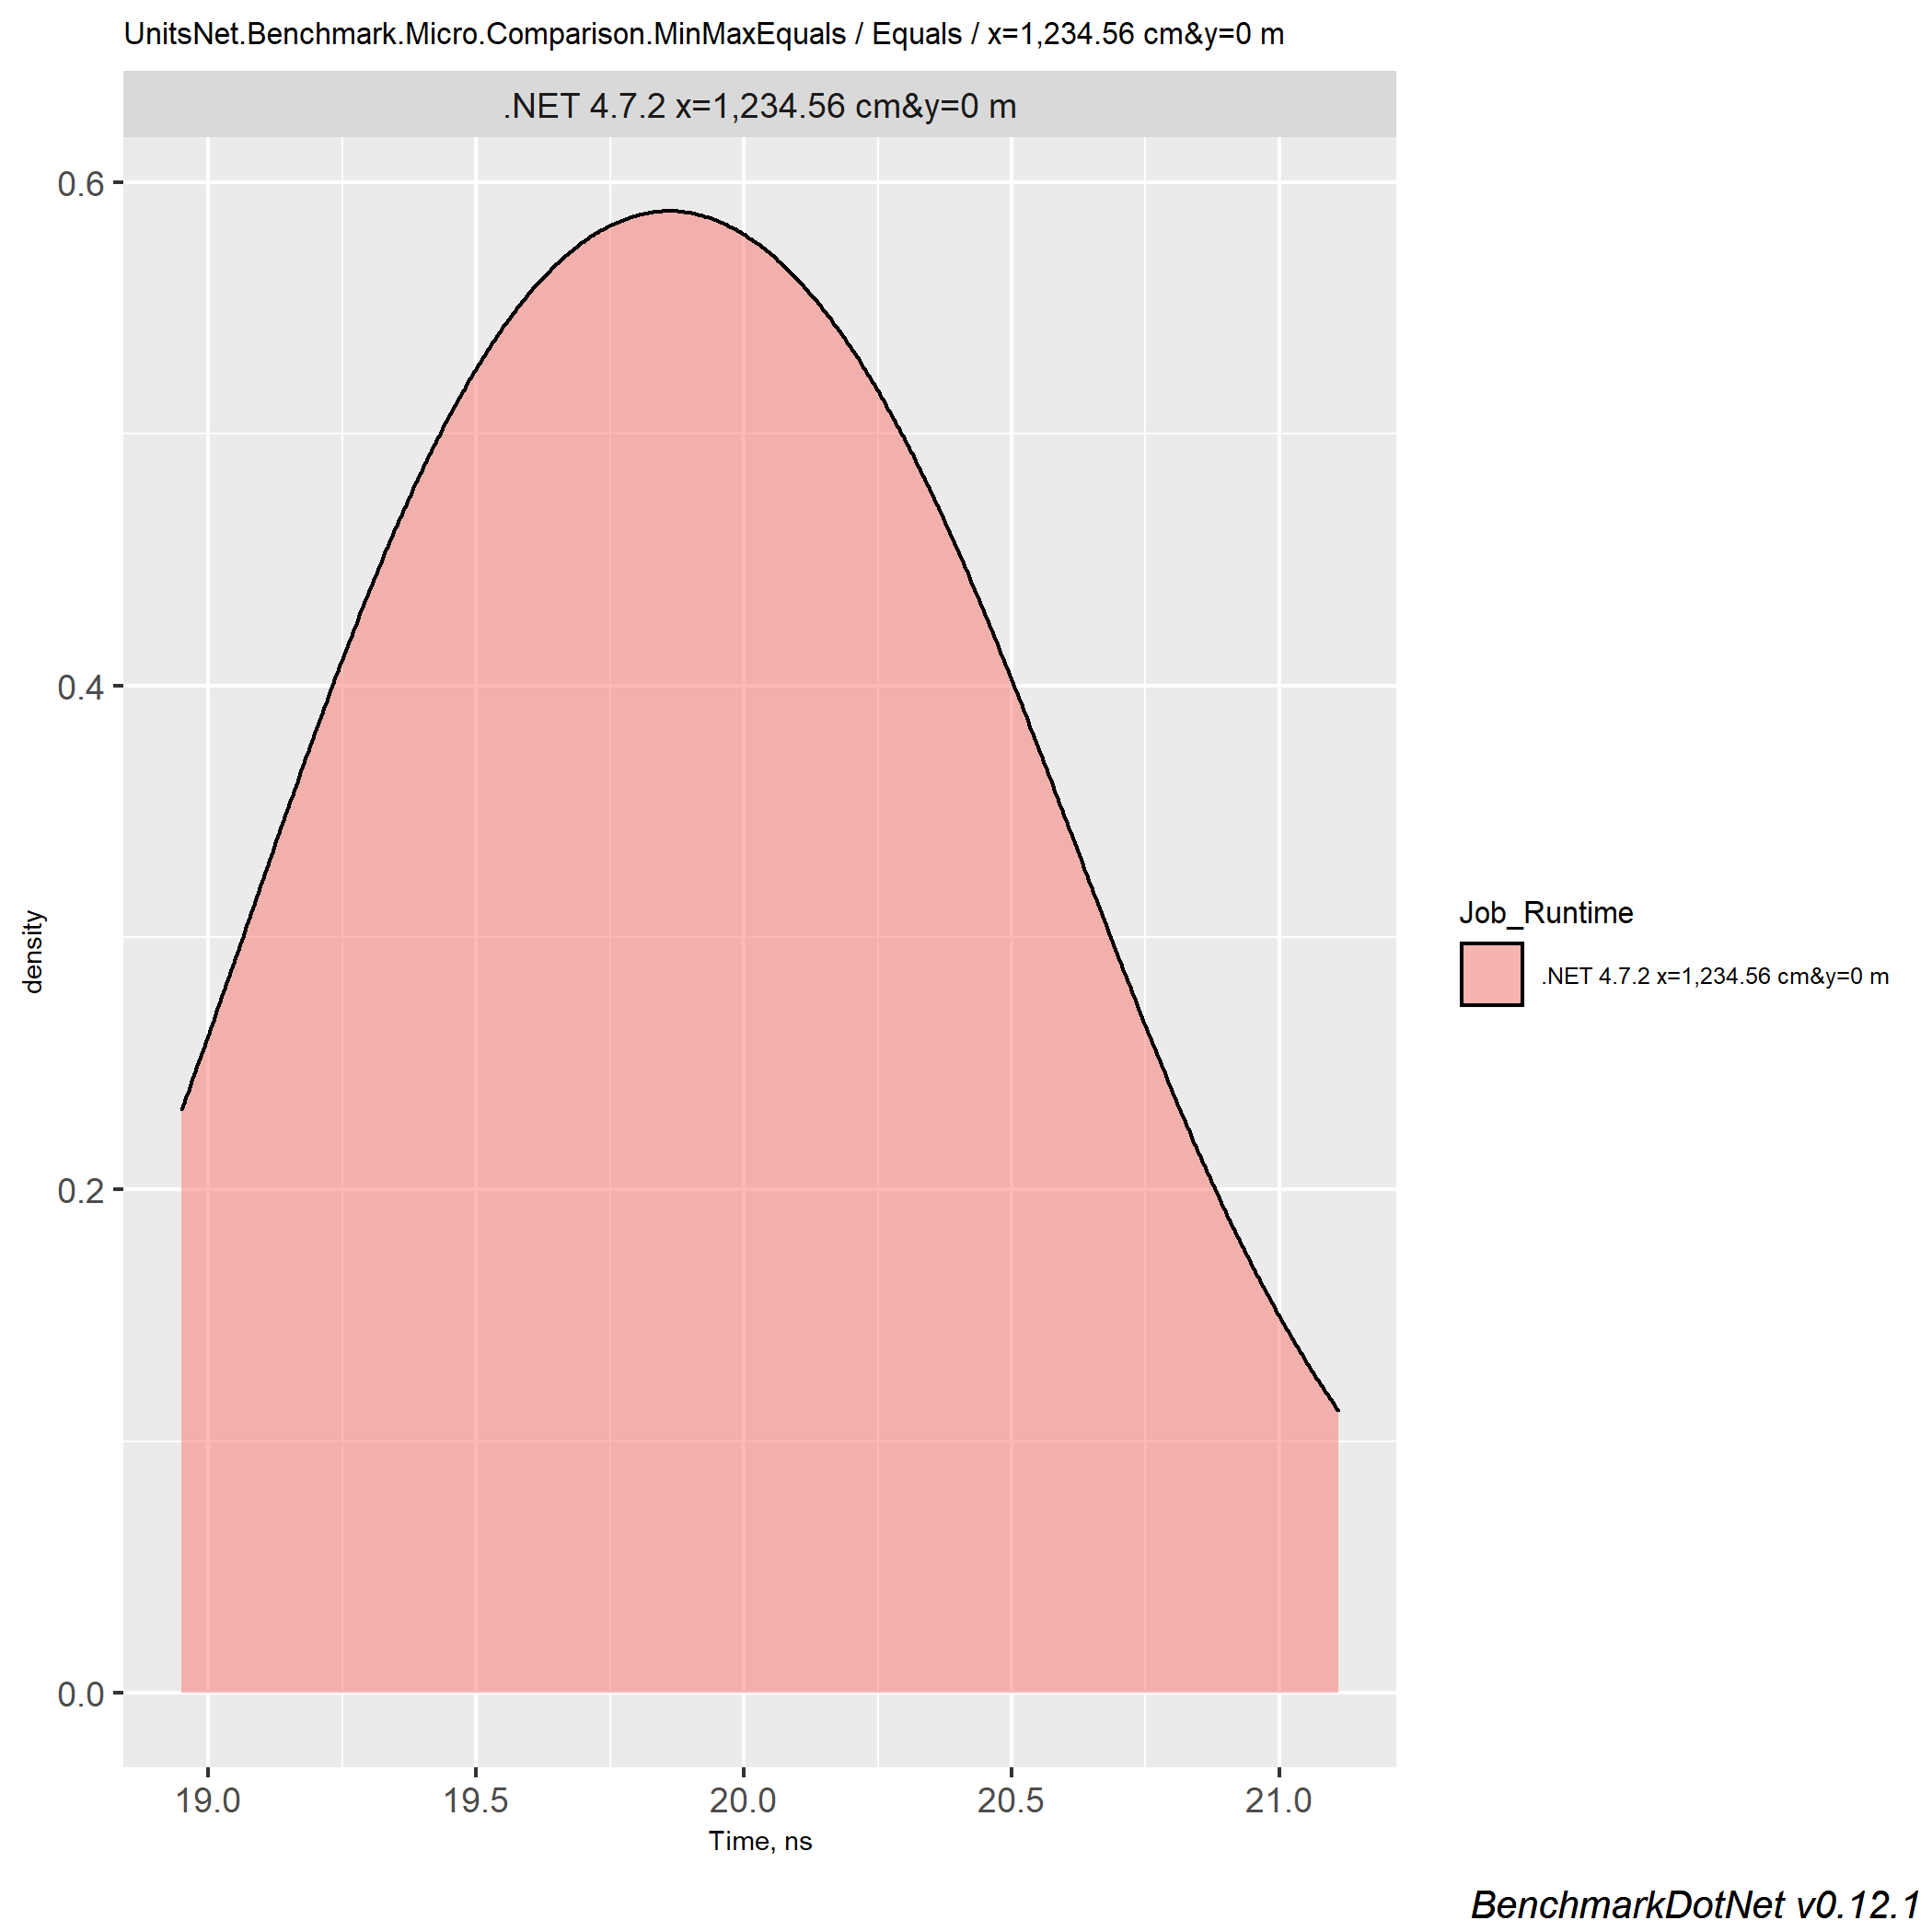 UnitsNet.Benchmark.Micro.Comparison.MinMaxEquals / Equals / x=1,234.56 cm&y=0 m
.NET 4.7.2 x=1,234.56 cm&y=0 m
0.6
0.4
0.2
0.0
density
19.0 19.5 20.0 20.5 21.0
Time, ns
Job_Runtime
.NET 4.7.2 x=1,234.56 cm&y=0 m
BenchmarkDotNet v0.12.1